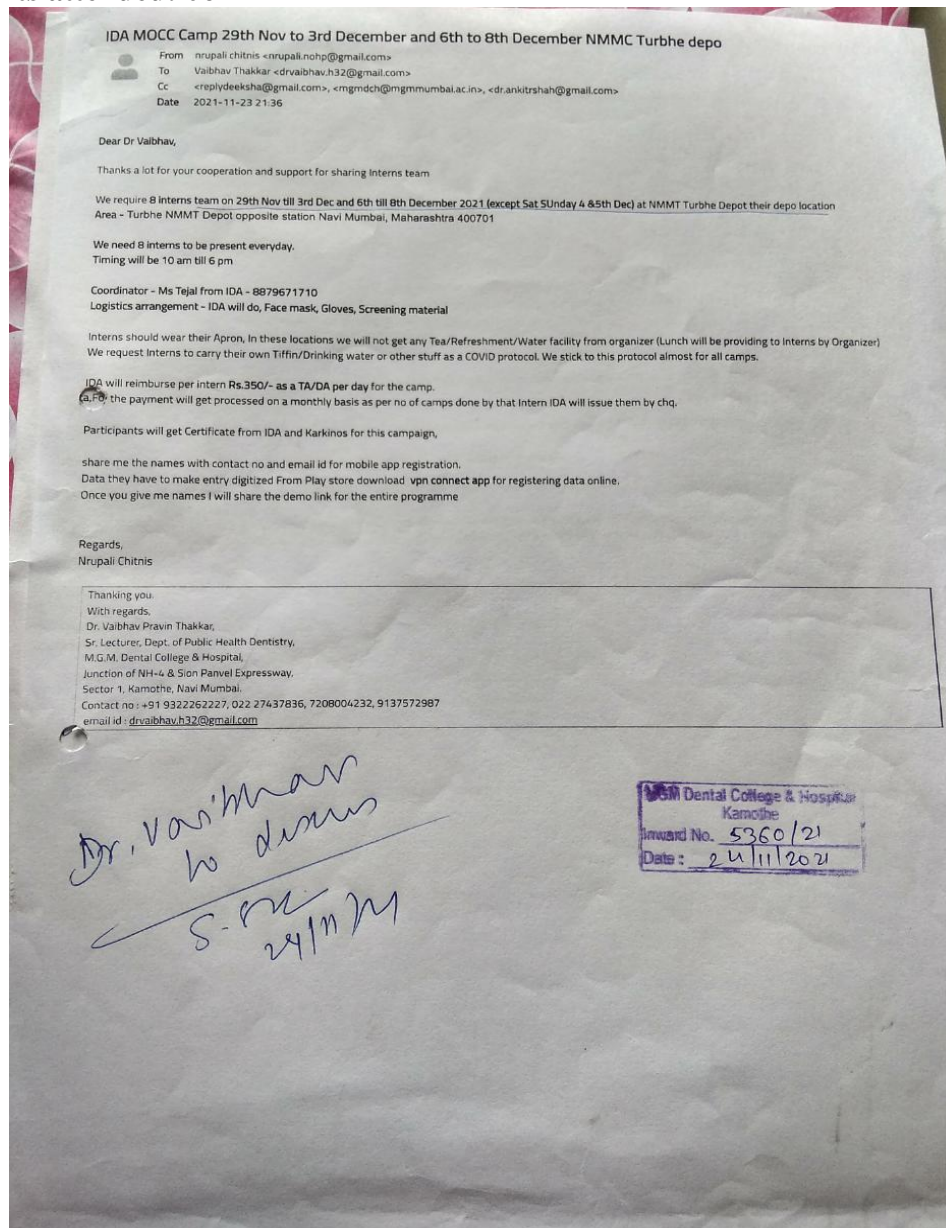 IDA MOCC Camp 29th Nov to 3rd December and 6th to 8th December NMMC Turbhe depo
From nrupali chitnis <nrupali.nohp@gmail.com>
To Vaibhav Thakkar <drvaibhav.h32@gmail.com>
Cc <replydeeksha@gmail.com>, <mgmdch@mgmmumbai.ac.in>, <dr.ankitrshah@gmail.com>
Date 2021-11-23 21:36
Dear Dr Vaibhav,
Thanks a lot for your cooperation and support for sharing Interns team
We require 8 interns team on 29th Nov till 3rd Dec and 6th till 8th December 2021 (except Sat SUnday 4 &5th Dec) at NMMT Turbhe Depot their depo location
Area - Turbhe NMMT Depot opposite station Navi Mumbai, Maharashtra 400701
We need 8 interns to be present everyday.
Timing will be 10 am till 6 pm
Coordinator - Ms Tejal from IDA - 8879671710
Logistics arrangement - IDA will do, Face mask, Gloves, Screening material
Interns should wear their Apron, In these locations we will not get any Tea/Refreshment/Water facility from organizer (Lunch will be providing to Interns by Organizer)
We request Interns to carry their own Tiffin/Drinking water or other stuff as a COVID protocol. We stick to this protocol almost for all camps.
IDA will reimburse per intern Rs.350/- as a TA/DA per day for the camp.
the payment will get processed on a monthly basis as per no of camps done by that Intern IDA will issue them by chq.
Participants will get Certificate from IDA and Karkinos for this campaign,
share me the names with contact no and email id for mobile app registration.
Data they have to make entry digitized From Play store download vpn connect app for registering data online.
Once you give me names I will share the demo link for the entire programme
Regards,
Nrupali Chitnis
Thanking you.
With regards,
Dr. Vaibhav Pravin Thakkar,
Sr. Lecturer, Dept. of Public Health Dentistry,
M.G.M. Dental College & Hospital,
Junction of NH-4 & Sion Panvel Expressway,
Sector 1, Kamothe, Navi Mumbai.
Contact no : +91 9322262227, 022 27437836, 7208004232, 9137572987
email id : drvaibhav.h32@gmail.com
Dr. Vaibhav
to discuss
24/11/21
MGM Dental College & Hospital
Kamothe
Inward No. 5360/21
Date : 24/11/2021